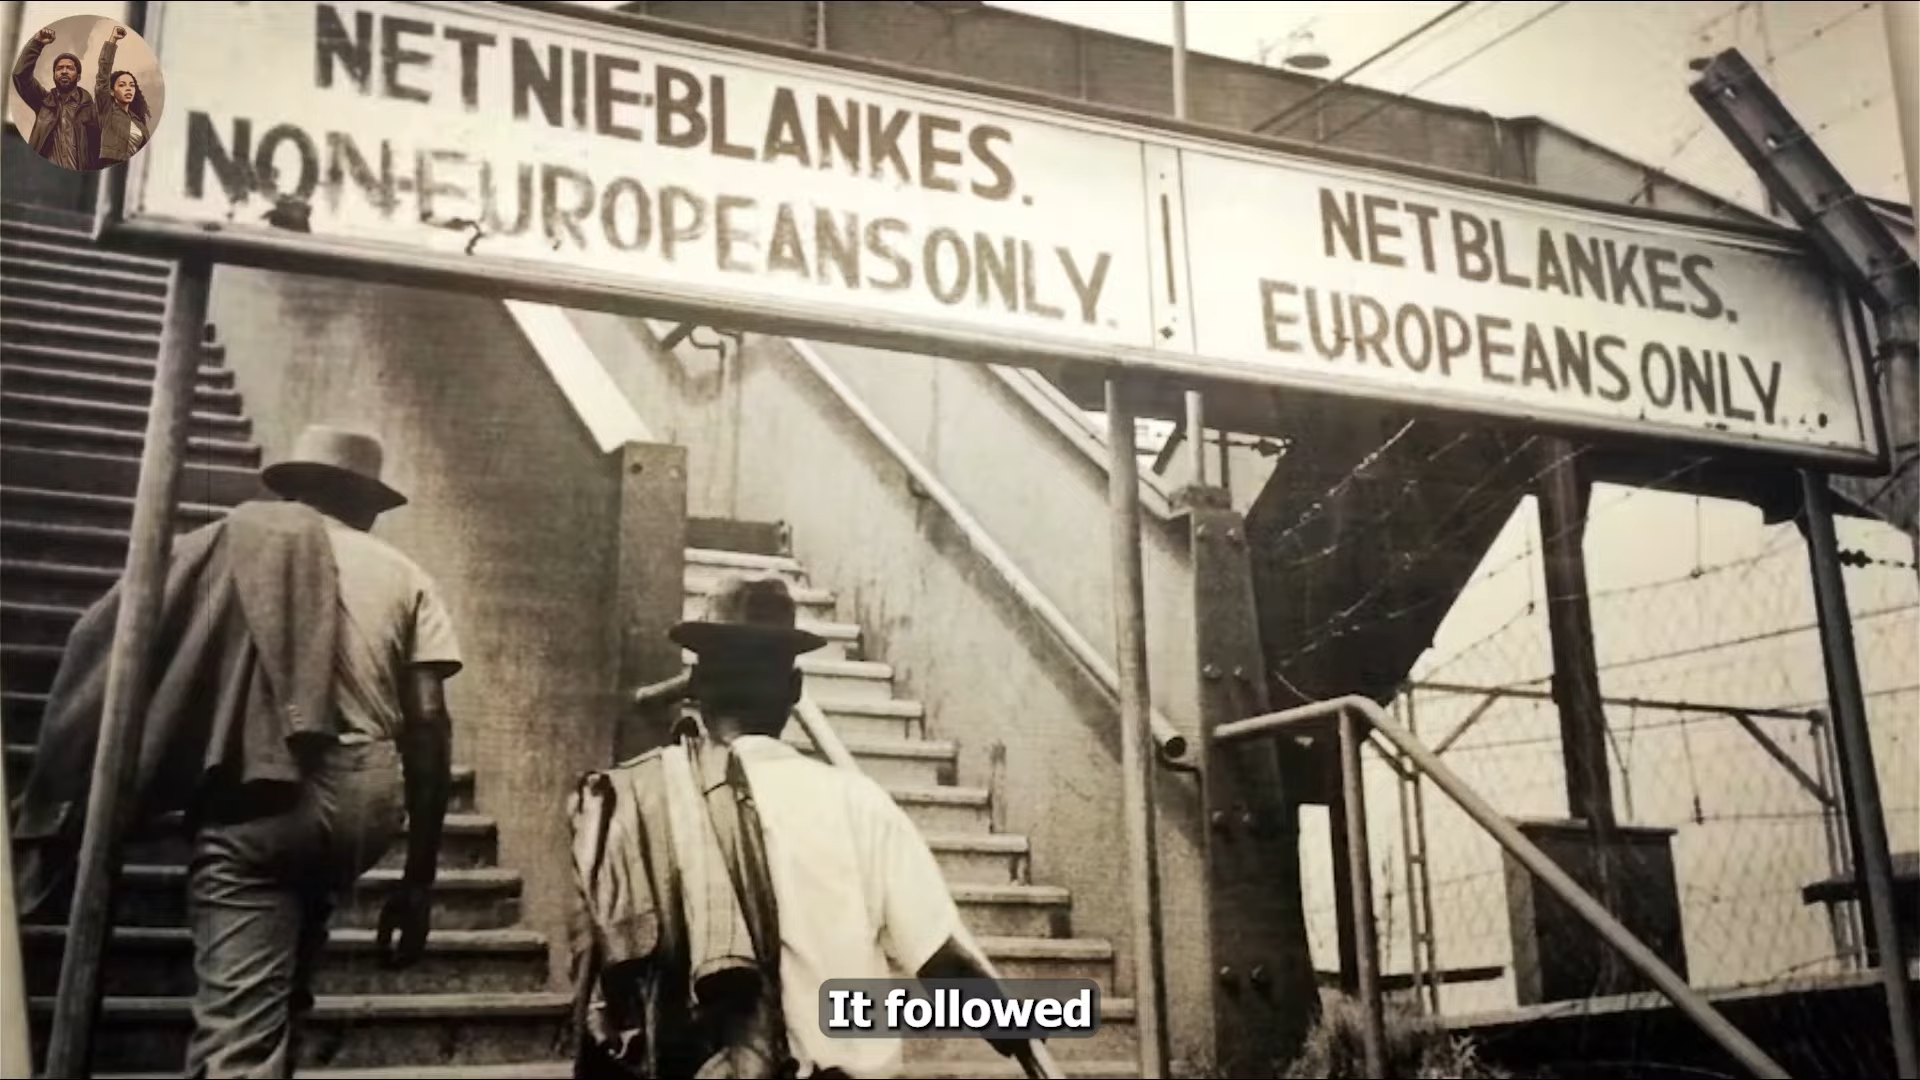 NET NIE-BLANKES.
NON-EUROPEANS ONLY.
NET BLANKES.
EUROPEANS ONLY...
It followed